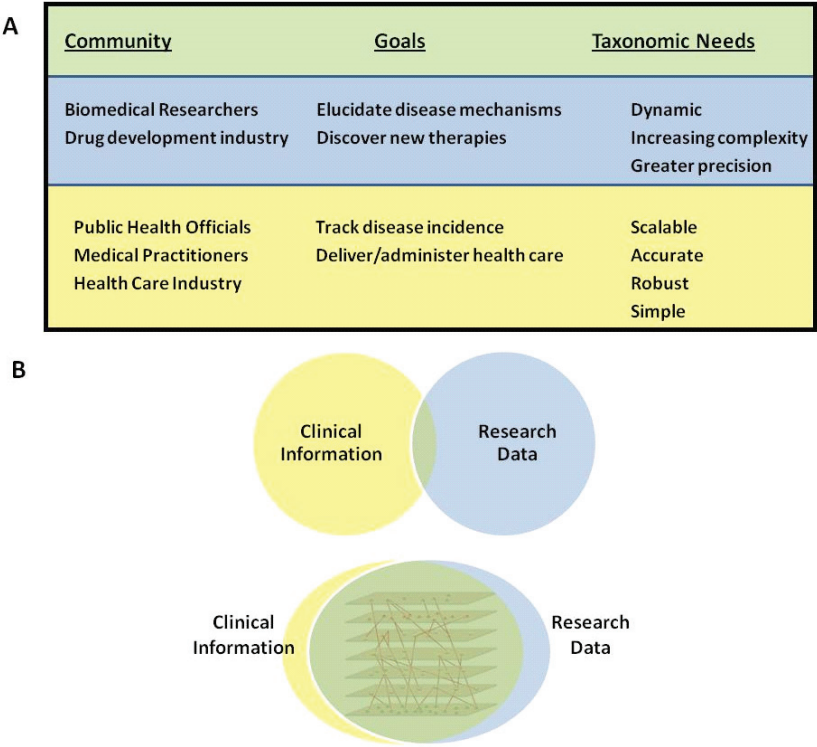 A
Community Goals Taxonomic Needs
Biomedical Researchers Elucidate disease mechanisms Dynamic
Drug development industry Discover new therapies Increasing complexity
Greater precision
Public Health Officials Track disease incidence Scalable
Medical Practitioners Deliver/administer health care Accurate
Health Care Industry Robust
Simple
B
Clinical
Information
Research
Data
Clinical
Information
Research
Data